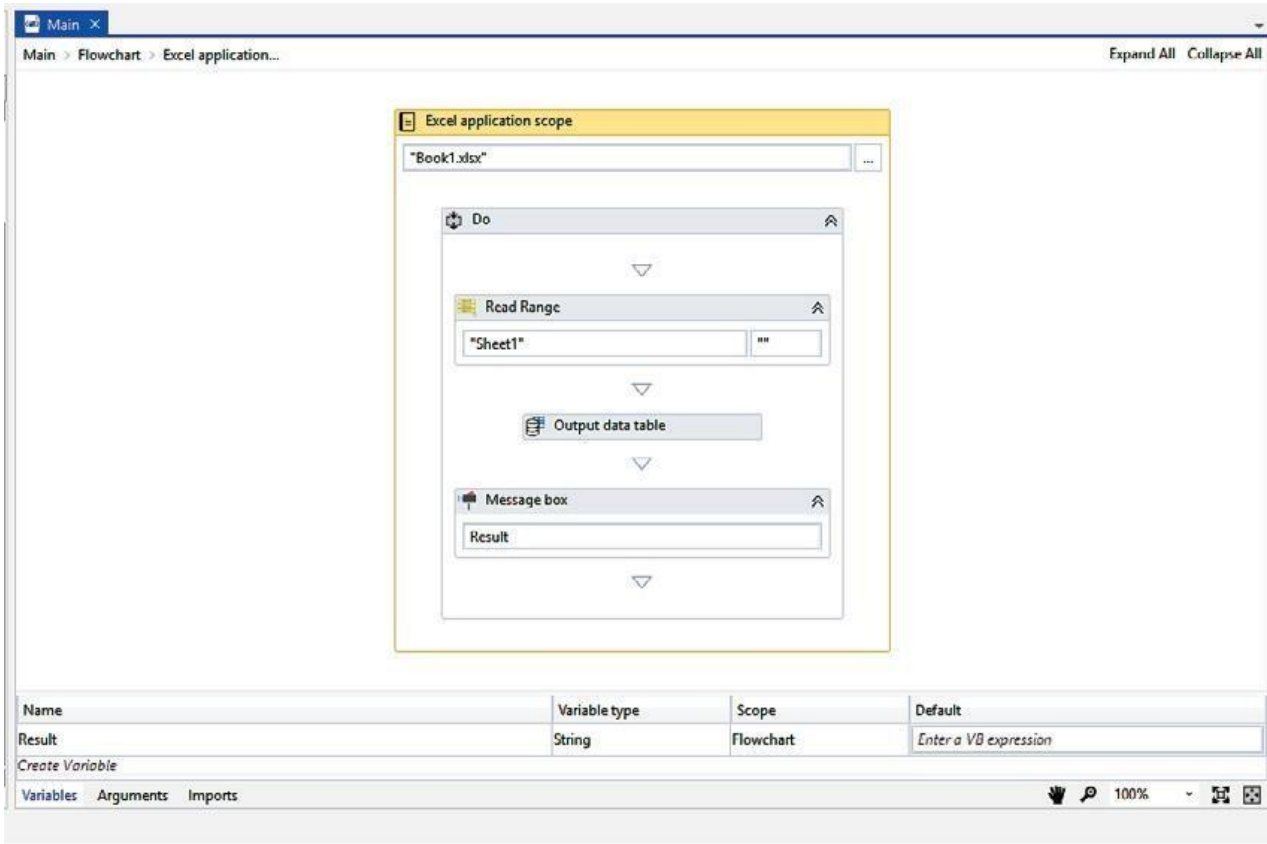 Main
Main > Flowchart > Excel application... Expand All Collapse All
Excel application scope
"Book1.xlsx" ...
Do
Read Range
"Sheet1" ""
Output data table
Message box
Result
Name Variable type Scope Default
Result String Flowchart Enter a VB expression
Create Variable
Variables Arguments Imports 100%